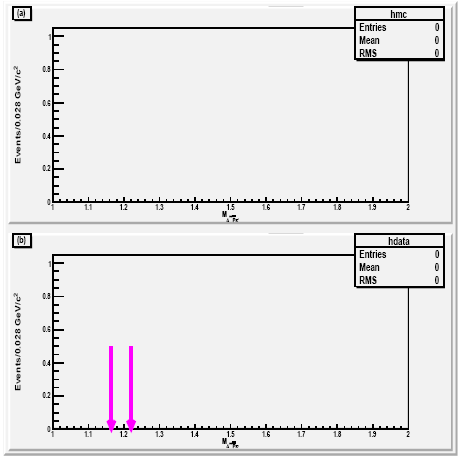 (a)
hmc
Entries 0
Mean 0
RMS 0
Events/0.028 GeV/c²
1
0.8
0.6
0.4
0.2
0
1 1.1 1.2 1.3 1.4 1.5 1.6 1.7 1.8 1.9 2
M
(b)
hdata
Entries 0
Mean 0
RMS 0
Events/0.028 GeV/c²
1
0.8
0.6
0.4
0.2
0
1 1.1 1.2 1.3 1.4 1.5 1.6 1.7 1.8 1.9 2
M